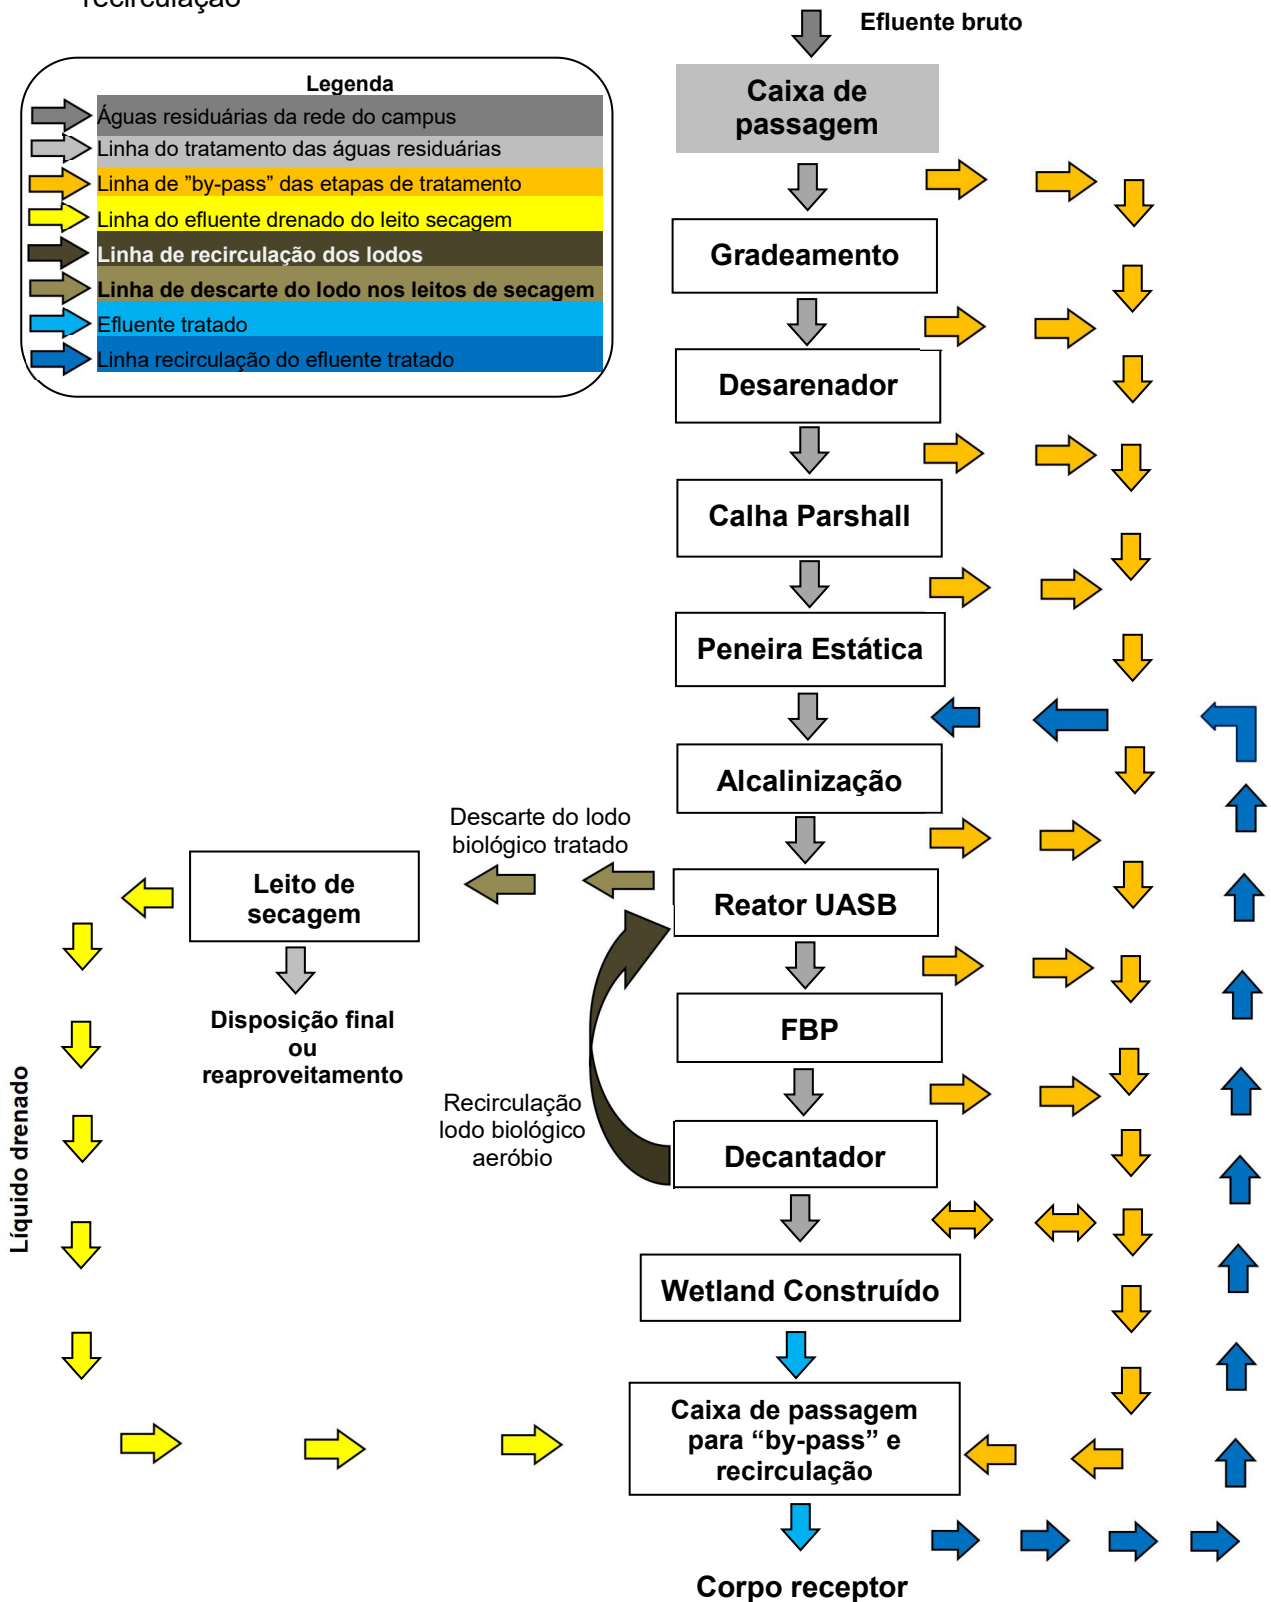 recirculação
Efluente bruto
Legenda
Águas residuárias da rede do campus
Linha do tratamento das águas residuárias
Linha de ”by-pass” das etapas de tratamento
Linha do efluente drenado do leito secagem
Linha de recirculação dos lodos
Linha de descarte do lodo nos leitos de secagem
Efluente tratado
Linha recirculação do efluente tratado
Caixa de
passagem
Gradeamento
Desarenador
Calha Parshall
Peneira Estática
Alcalinização
Descarte do lodo
biológico tratado
Leito de
secagem
Reator UASB
Disposição final
ou
reaproveitamento
FBP
Recirculação
lodo biológico
aeróbio
Decantador
Líquido drenado
Wetland Construído
Caixa de passagem
para “by-pass” e
recirculação
Corpo receptor